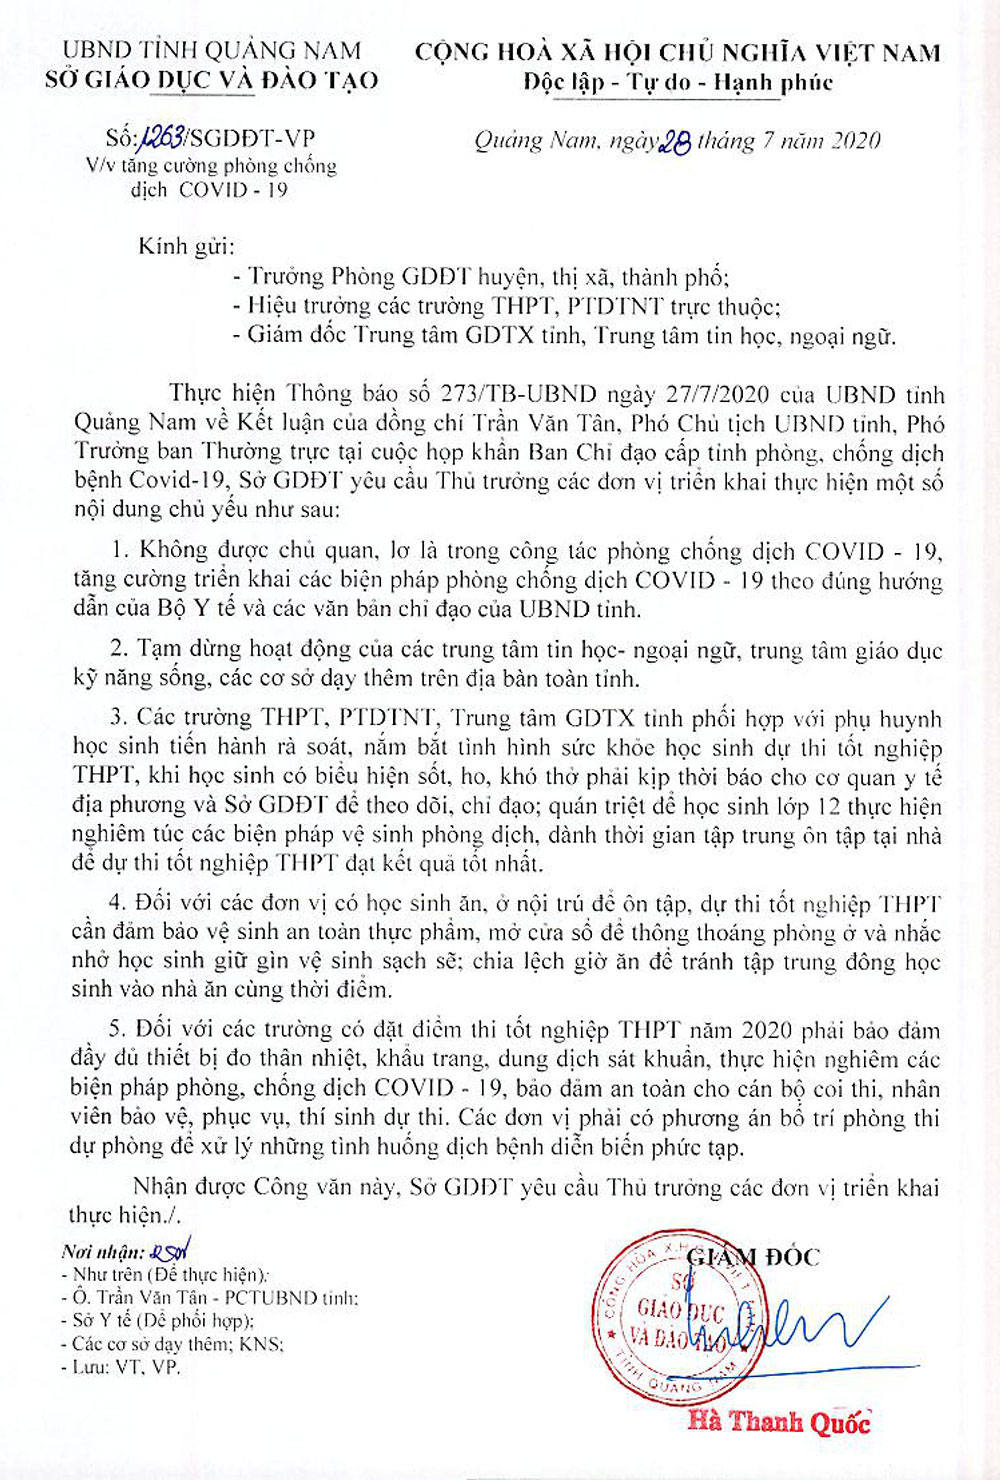 UBND TỈNH QUẢNG NAM
SỞ GIÁO DỤC VÀ ĐÀO TẠO
CỘNG HOÀ XÃ HỘI CHỦ NGHĨA VIỆT NAM
Độc lập - Tự do - Hạnh phúc
Số: 1263/SGDĐT-VP
V/v tăng cường phòng chống
dịch COVID - 19
Quảng Nam, ngày 28 tháng 7 năm 2020
Kính gửi:
- Trưởng Phòng GDĐT huyện, thị xã, thành phố;
- Hiệu trưởng các trường THPT, PTDTNT trực thuộc;
- Giám đốc Trung tâm GDTX tỉnh, Trung tâm tin học, ngoại ngữ.
Thực hiện Thông báo số 273/TB-UBND ngày 27/7/2020 của UBND tỉnh
Quảng Nam về Kết luận của đồng chí Trần Văn Tân, Phó Chủ tịch UBND tỉnh, Phó
Trưởng ban Thường trực tại cuộc họp khẩn Ban Chỉ đạo cấp tỉnh phòng, chống dịch
bệnh Covid-19, Sở GDĐT yêu cầu Thủ trưởng các đơn vị triển khai thực hiện một số
nội dung chủ yếu như sau:
1. Không được chủ quan, lơ là trong công tác phòng chống dịch COVID - 19,
tăng cường triển khai các biện pháp phòng chống dịch COVID - 19 theo đúng hướng
dẫn của Bộ Y tế và các văn bản chỉ đạo của UBND tỉnh.
2. Tạm dừng hoạt động của các trung tâm tin học- ngoại ngữ, trung tâm giáo dục
kỹ năng sống, các cơ sở dạy thêm trên địa bàn toàn tỉnh.
3. Các trường THPT, PTDTNT, Trung tâm GDTX tỉnh phối hợp với phụ huynh
học sinh tiến hành rà soát, nắm bắt tình hình sức khỏe học sinh dự thi tốt nghiệp
THPT, khi học sinh có biểu hiện sốt, ho, khó thở phải kịp thời báo cho cơ quan y tế
địa phương và Sở GDĐT để theo dõi, chỉ đạo; quán triệt để học sinh lớp 12 thực hiện
nghiêm túc các biện pháp vệ sinh phòng dịch, dành thời gian tập trung ôn tập tại nhà
để dự thi tốt nghiệp THPT đạt kết quả tốt nhất.
4. Đối với các đơn vị có học sinh ăn, ở nội trú để ôn tập, dự thi tốt nghiệp THPT
cần đảm bảo vệ sinh an toàn thực phẩm, mở cửa sổ để thông thoáng phòng ở và nhắc
nhở học sinh giữ gìn vệ sinh sạch sẽ; chia lệch giờ ăn để tránh tập trung đông học
sinh vào nhà ăn cùng thời điểm.
5. Đối với các trường có đặt điểm thi tốt nghiệp THPT năm 2020 phải bảo đảm
đầy đủ thiết bị đo thân nhiệt, khẩu trang, dung dịch sát khuẩn, thực hiện nghiêm các
biện pháp phòng, chống dịch COVID - 19, bảo đảm an toàn cho cán bộ coi thi, nhân
viên bảo vệ, phục vụ, thí sinh dự thi. Các đơn vị phải có phương án bố trí phòng thi
dự phòng để xử lý những tình huống dịch bệnh diễn biến phức tạp.
Nhận được Công văn này, Sở GDĐT yêu cầu Thủ trưởng các đơn vị triển khai
thực hiện./.
Nơi nhận:
- Như trên (Để thực hiện);
- Ô. Trần Văn Tân - PCTUBND tỉnh;
- Sở Y tế (Để phối hợp);
- Các cơ sở dạy thêm; KNS;
- Lưu: VT, VP.
GIÁM ĐỐC
SỞ
GIÁO DỤC
VÀ ĐÀO TẠO
TỈNH QUẢNG NAM
Hà Thanh Quốc